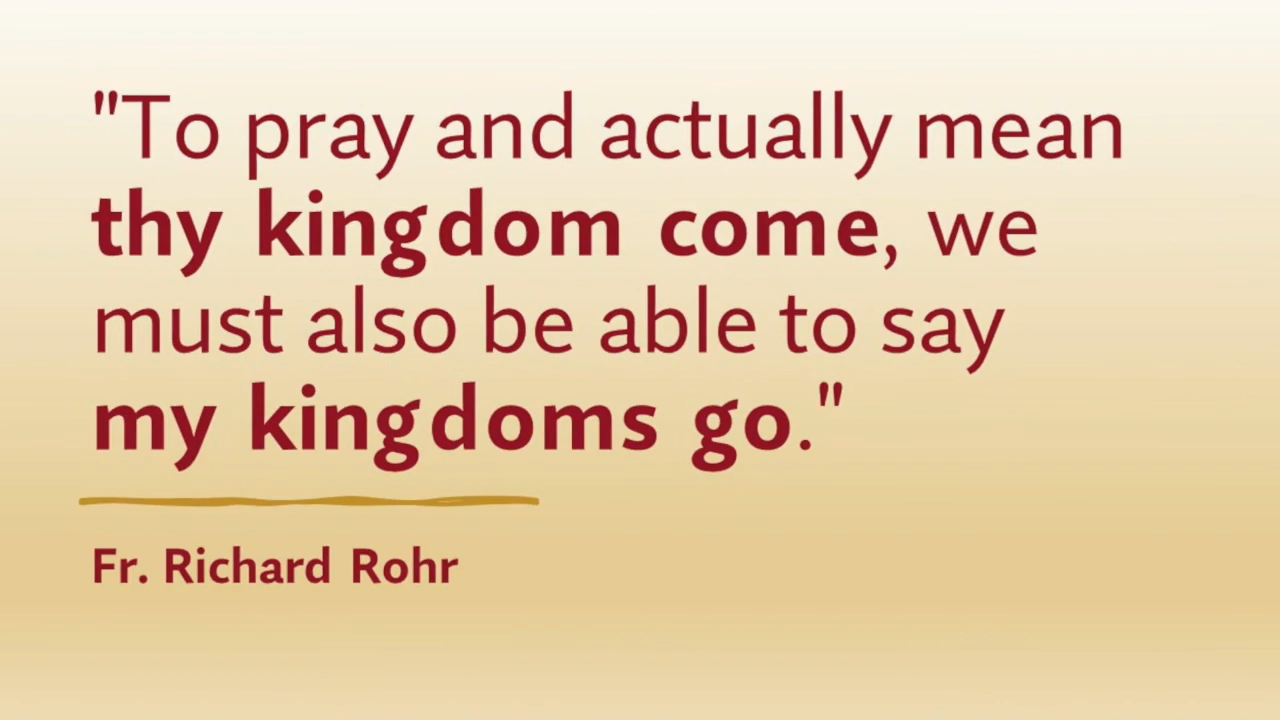 "To pray and actually mean
thy kingdom come, we
must also be able to say
my kingdoms go."
Fr. Richard Rohr